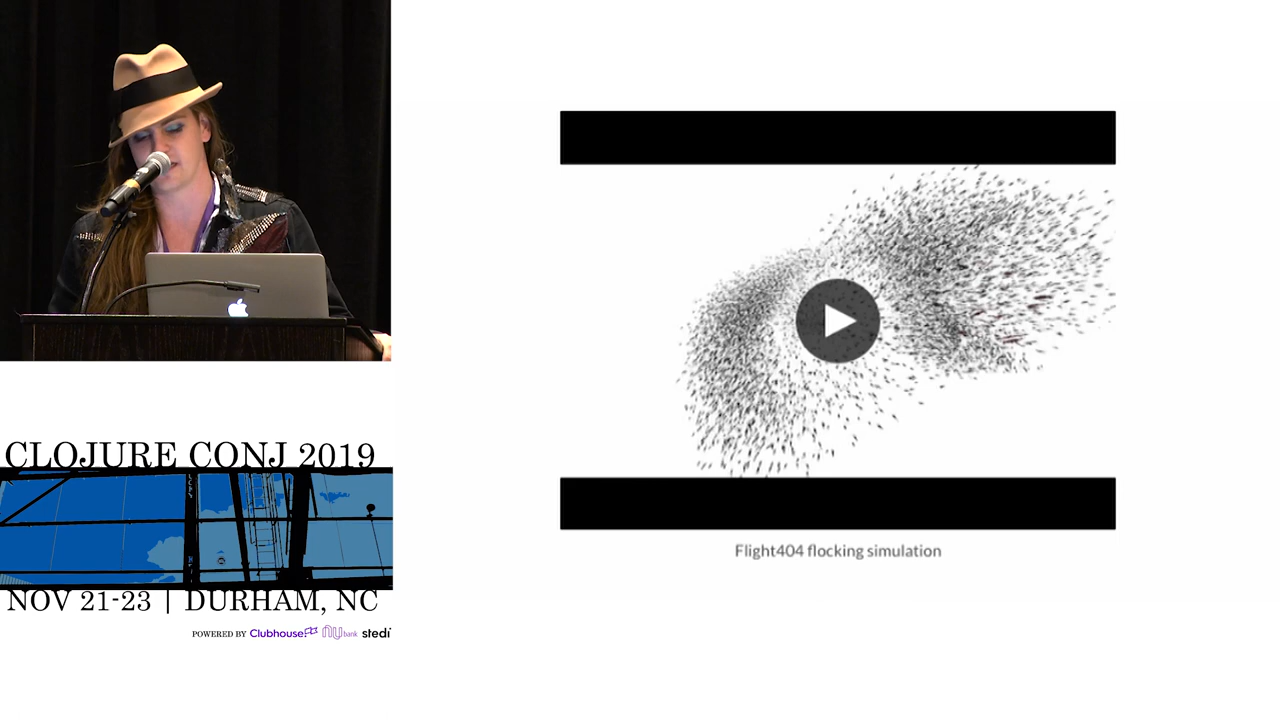 CLOJURE CONJ 2019
NOV 21-23 | DURHAM, NC
POWERED BY Clubhouse nu bank stedi
Flight404 flocking simulation